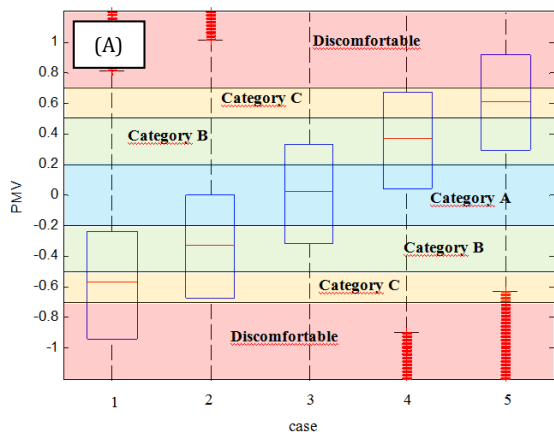 (A)
Discomfortable
Category C
Category B
Category A
Category B
Category C
Discomfortable
1
0.8
0.6
0.4
0.2
0
-0.2
-0.4
-0.6
-0.8
-1
PMV
1 2 3 4 5
case